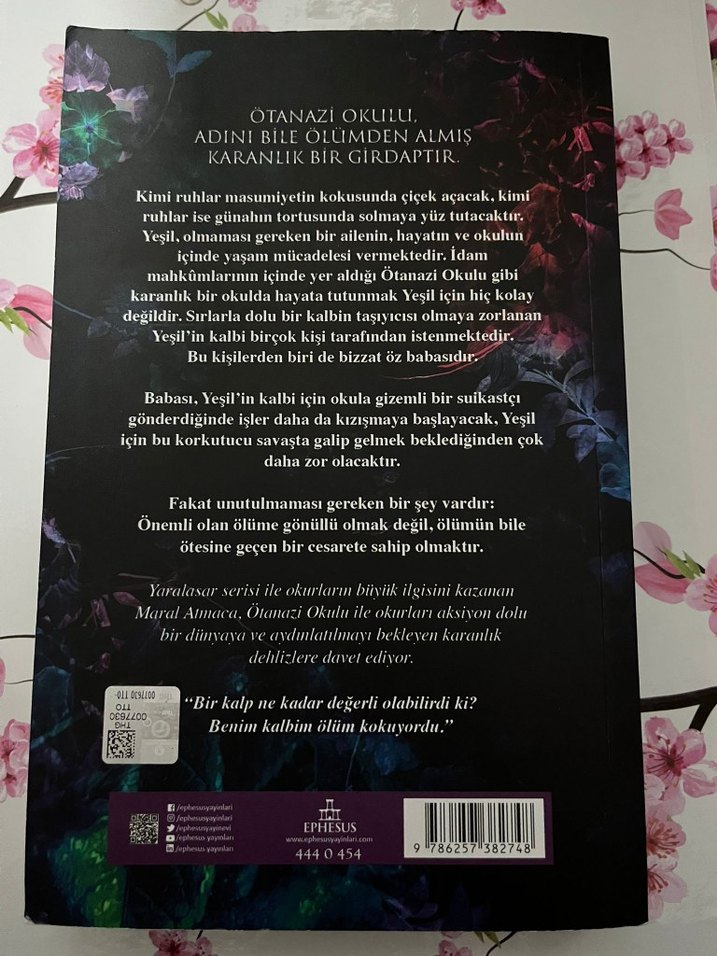 ÖTANAZİ OKULU,
ADINI BİLE ÖLÜMDEN ALMIŞ
KARANLIK BİR GİRDAPTIR.
Kimi ruhlar masumiyetin kokusunda çiçek açacak, kimi
ruhlar ise günahın tortusunda solmaya yüz tutacaktır.
Yeşil, olmaması gereken bir ailenin, hayatın ve okulun
içinde yaşam mücadelesi vermektedir. İdam
mahkûmlarının içinde yer aldığı Ötanazi Okulu gibi
karanlık bir okulda hayata tutunmak Yeşil için hiç kolay
değildir. Sırlarla dolu bir kalbin taşıyıcısı olmaya zorlanan
Yeşil’in kalbi birçok kişi tarafından istenmektedir.
Bu kişilerden biri de bizzat öz babasıdır.
Babası, Yeşil’in kalbi için okula gizemli bir suikastçı
gönderdiğinde işler daha da kızışmaya başlayacak, Yeşil
için bu korkutucu savaşta galip gelmek beklediğinden çok
daha zor olacaktır.
Fakat unutulmaması gereken bir şey vardır:
Önemli olan ölüme gönüllü olmak değil, ölümün bile
ötesine geçen bir cesarete sahip olmaktır.
Yaralasar serisi ile okurların büyük ilgisini kazanan
Maral Atmaca, Ötanazi Okulu ile okurları aksiyon dolu
bir dünyaya ve aydınlatılmayı bekleyen karanlık
dehlizlere davet ediyor.
“Bir kalp ne kadar değerli olabilirdi ki?
Benim kalbim ölüm kokuyordu.”
0077630 TTO
THG
0077630
TTO
/ephesusyayinlari
/ephesusyayinlari
/ephesusyayinevi
/ephesus yayınları
/ephesus yayınları
EPHESUS
www.ephesusyayinlari.com
444 0 454
9 786257 382748